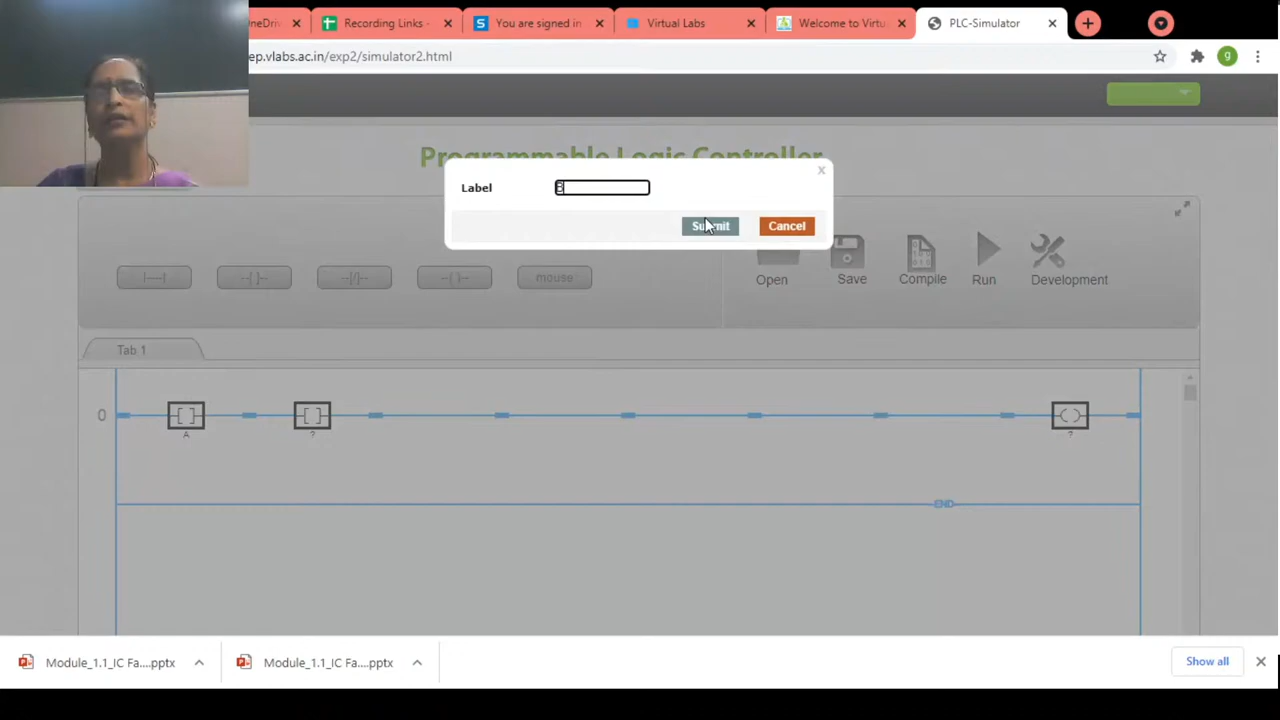 neDriv
Recording Links -
You are signed in
Virtual Labs
Welcome to Virtu
PLC-Simulator
ep.vlabs.ac.in/exp2/simulator2.html
g
Programmable Logic Controller
x
Label
Submit
Cancel
mouse
Open
Save
Compile
Run
Development
Tab 1
0
A
?
?
END
Module_1.1_IC Fa....pptx
Module_1.1_IC Fa....pptx
Show all